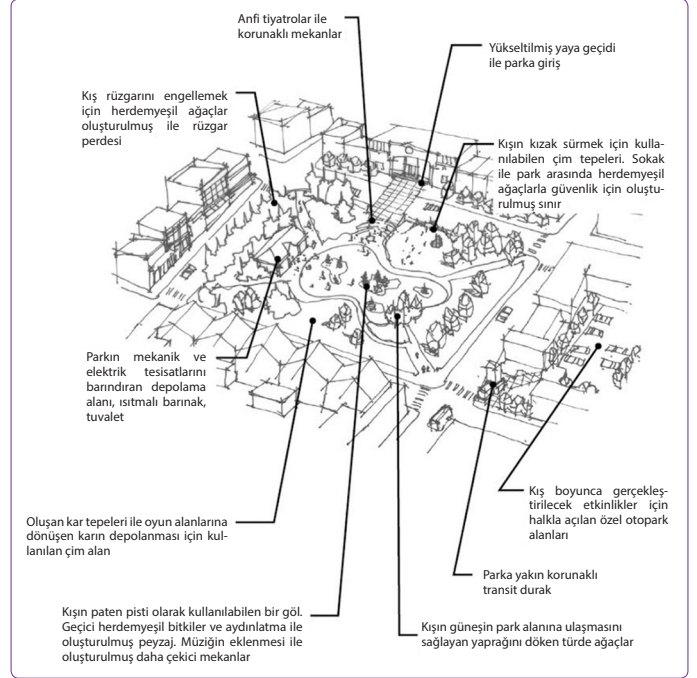 Anfi tiyatrolar ile
korunaklı mekanlar
Yükseltilmiş yaya geçidi
ile parka giriş
Kış rüzgarını engellemek
için herdemyeşil ağaçlar
oluşturulmuş ile rüzgar
perdesi
Kışın kızak sürmek için kulla-
nılabilen çim tepeleri. Sokak
ile park arasında herdemyeşil
ağaçlarla güvenlik için oluştu-
rulmuş sınır
Parkın mekanik ve
elektrik tesisatlarını
barındıran depolama
alanı, ısıtmalı barınak,
tuvalet
Kış boyunca gerçekleş-
tirilecek etkinlikler için
halkla açılan özel otopark
alanları
Oluşan kar tepeleri ile oyun alanlarına
dönüşen karın depolanması için kul-
lanılan çim alan
Parka yakın korunaklı
transit durak
Kışın paten pisti olarak kullanılabilen bir göl.
Geçici herdemyeşil bitkiler ve aydınlatma ile
oluşturulmuş peyzaj. Müziğin eklenmesi ile
oluşturulmuş daha çekici mekanlar
Kışın güneşin park alanına ulaşmasını
sağlayan yaprağını döken türde ağaçlar